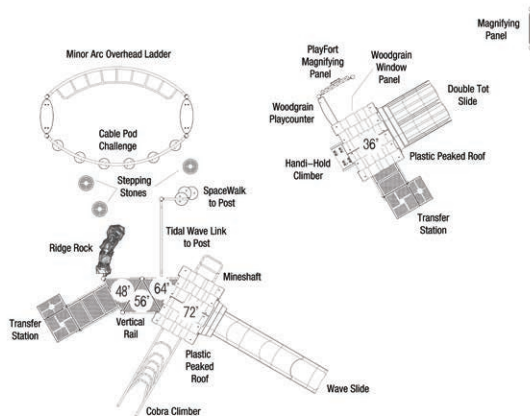 Magnifying
Panel
Minor Arc Overhead Ladder
PlayFort
Magnifying
Panel
Woodgrain
Window
Panel
Double Tot
Slide
Woodgrain
Playcounter
Cable Pod
Challenge
36'
Plastic Peaked Roof
Handi-Hold
Climber
Stepping
Stones
SpaceWalk
to Post
Transfer
Station
Tidal Wave Link
to Post
Ridge Rock
Mineshaft
48'
56'
64'
72'
Transfer
Station
Vertical
Rail
Plastic
Peaked
Roof
Wave Slide
Cobra Climber